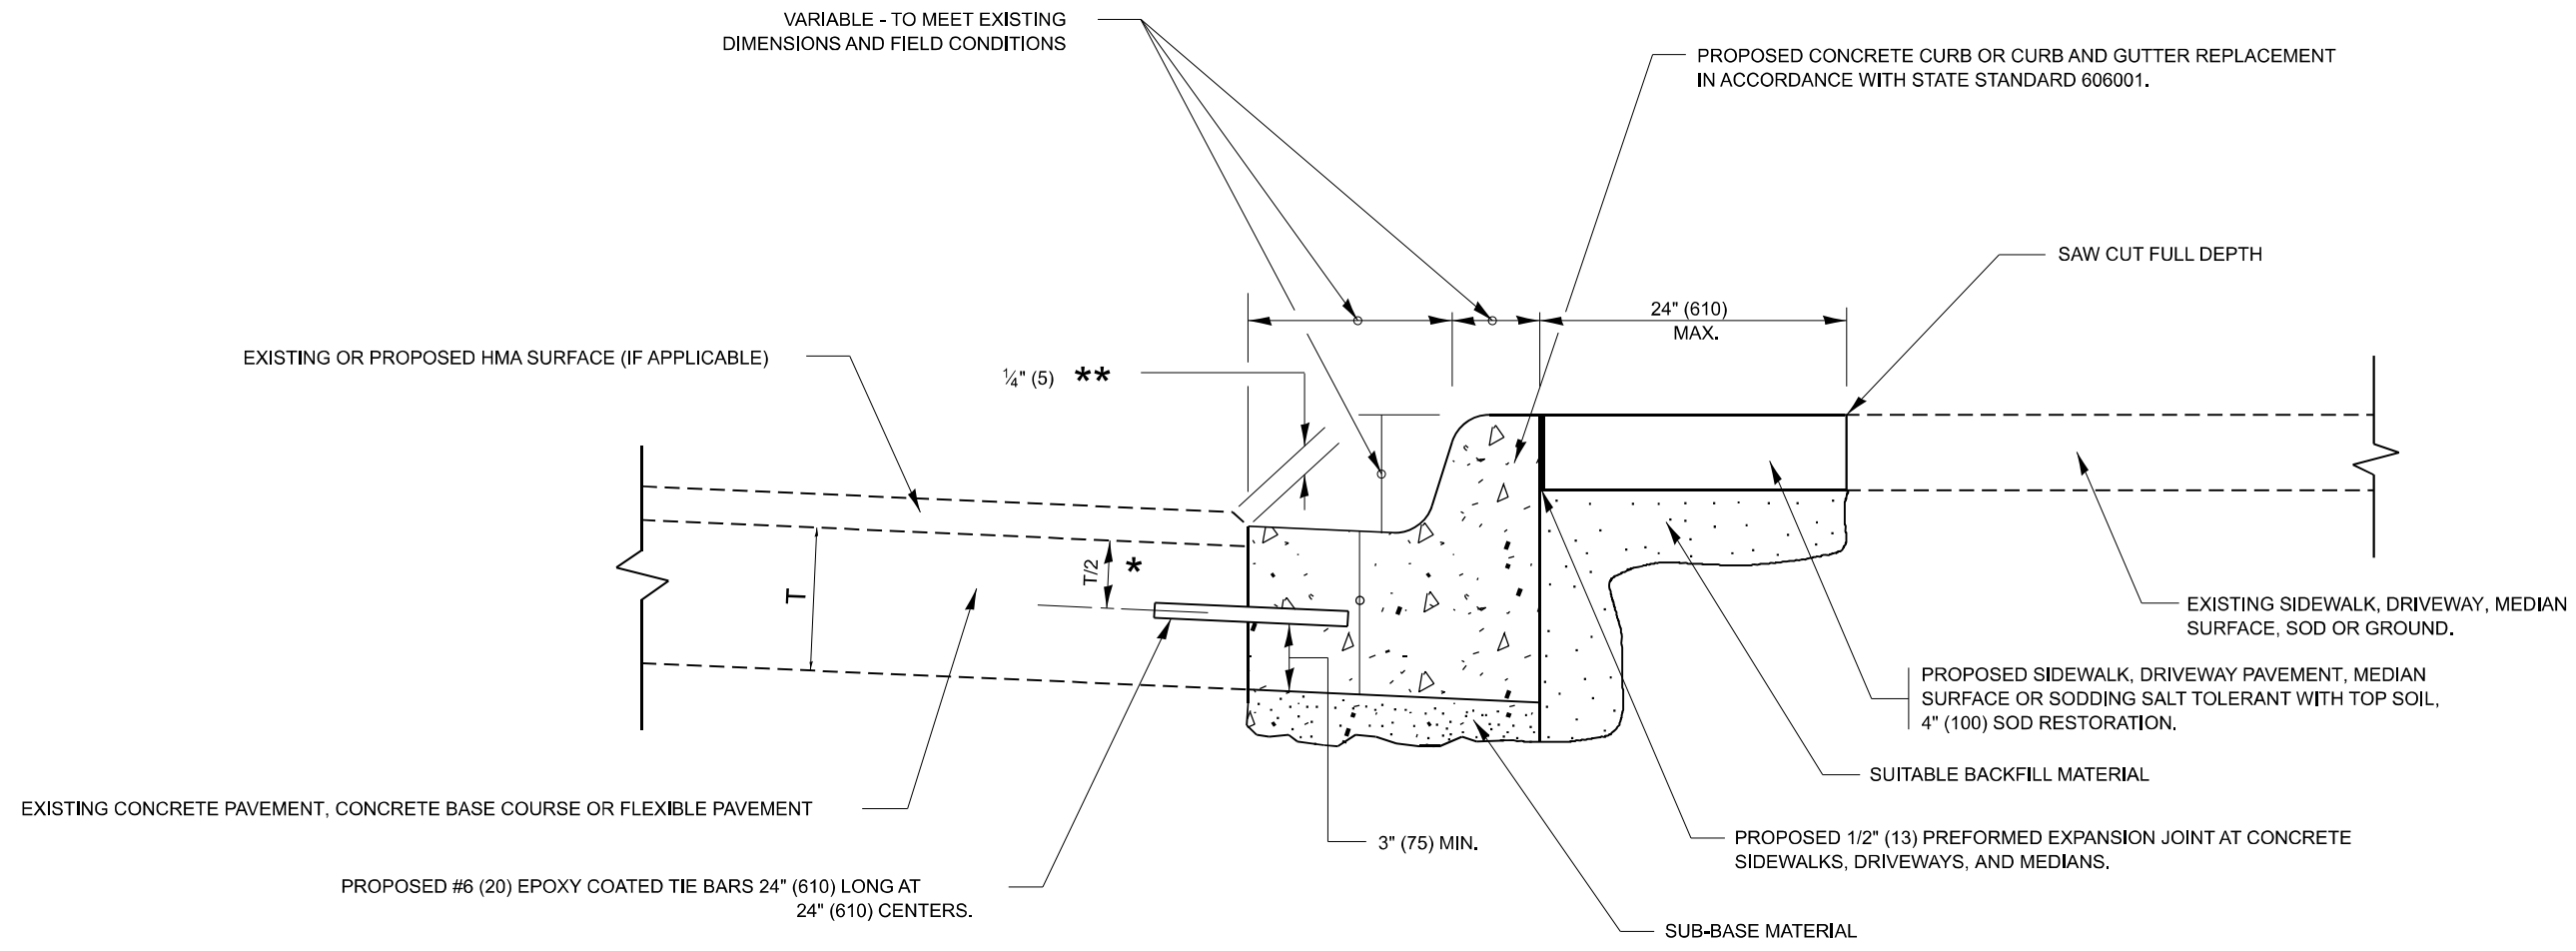 VARIABLE - TO MEET EXISTING
DIMENSIONS AND FIELD CONDITIONS
PROPOSED CONCRETE CURB OR CURB AND GUTTER REPLACEMENT
IN ACCORDANCE WITH STATE STANDARD 606001.
SAW CUT FULL DEPTH
24" (610)
MAX.
EXISTING OR PROPOSED HMA SURFACE (IF APPLICABLE)
¼" (5) **
T/2 *
T
EXISTING SIDEWALK, DRIVEWAY, MEDIAN
SURFACE, SOD OR GROUND.
PROPOSED SIDEWALK, DRIVEWAY PAVEMENT, MEDIAN
SURFACE OR SODDING SALT TOLERANT WITH TOP SOIL,
4" (100) SOD RESTORATION.
SUITABLE BACKFILL MATERIAL
EXISTING CONCRETE PAVEMENT, CONCRETE BASE COURSE OR FLEXIBLE PAVEMENT
3" (75) MIN.
PROPOSED 1/2" (13) PREFORMED EXPANSION JOINT AT CONCRETE
SIDEWALKS, DRIVEWAYS, AND MEDIANS.
PROPOSED #6 (20) EPOXY COATED TIE BARS 24" (610) LONG AT
24" (610) CENTERS.
SUB-BASE MATERIAL